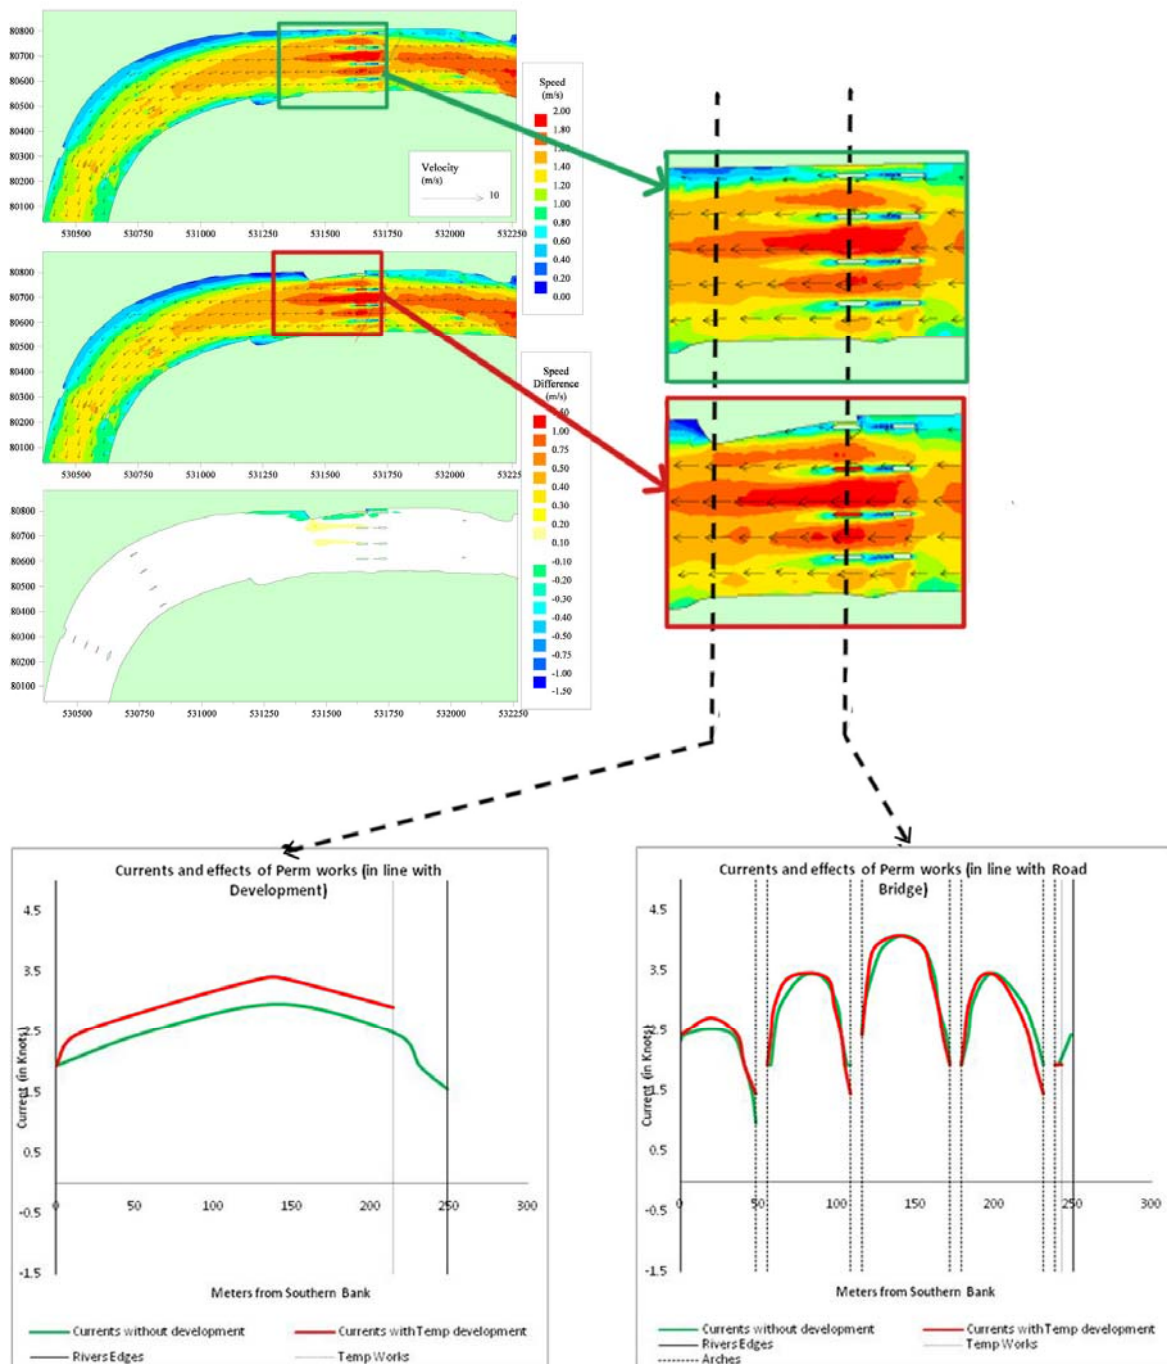 80800
80700
80600
80500
80300
80200
80100
530500 530750 531000 531250 531500 531750 532000 532250
Velocity
(m/s)
10
Speed
(m/s)
2.00
1.80
1.40
1.20
1.00
0.80
0.60
0.40
0.20
0.00
80800
80700
80600
80500
80300
80200
80100
530500 530750 531000 531250 531500 531750 532000 532250
Speed
Difference
(m/s)
1.00
0.75
0.50
0.40
0.30
0.20
0.10
-0.10
-0.20
-0.30
-0.40
-0.50
-0.75
-1.00
-1.50
80800
80700
80600
80500
80400
80300
80200
80100
530500 530750 531000 531250 531500 531750 532000 532250
Currents and effects of Perm works (in line with
Development)
4.5
3.5
2.5
1.5
0.5
-0.5
-1.5
Current (in Knots)
0 50 100 150 200 250 300
Meters from Southern Bank
Currents without development
Currents with Temp development
Rivers Edges
Temp Works
Currents and effects of Perm works (in line with Road
Bridge)
4.5
3.5
2.5
1.5
0.5
-0.5
-1.5
Current (in Knots)
0 50 100 150 200 250 300
Meters from Southern Bank
Currents without development
Currents with Temp development
Rivers Edges
Temp Works
Arches